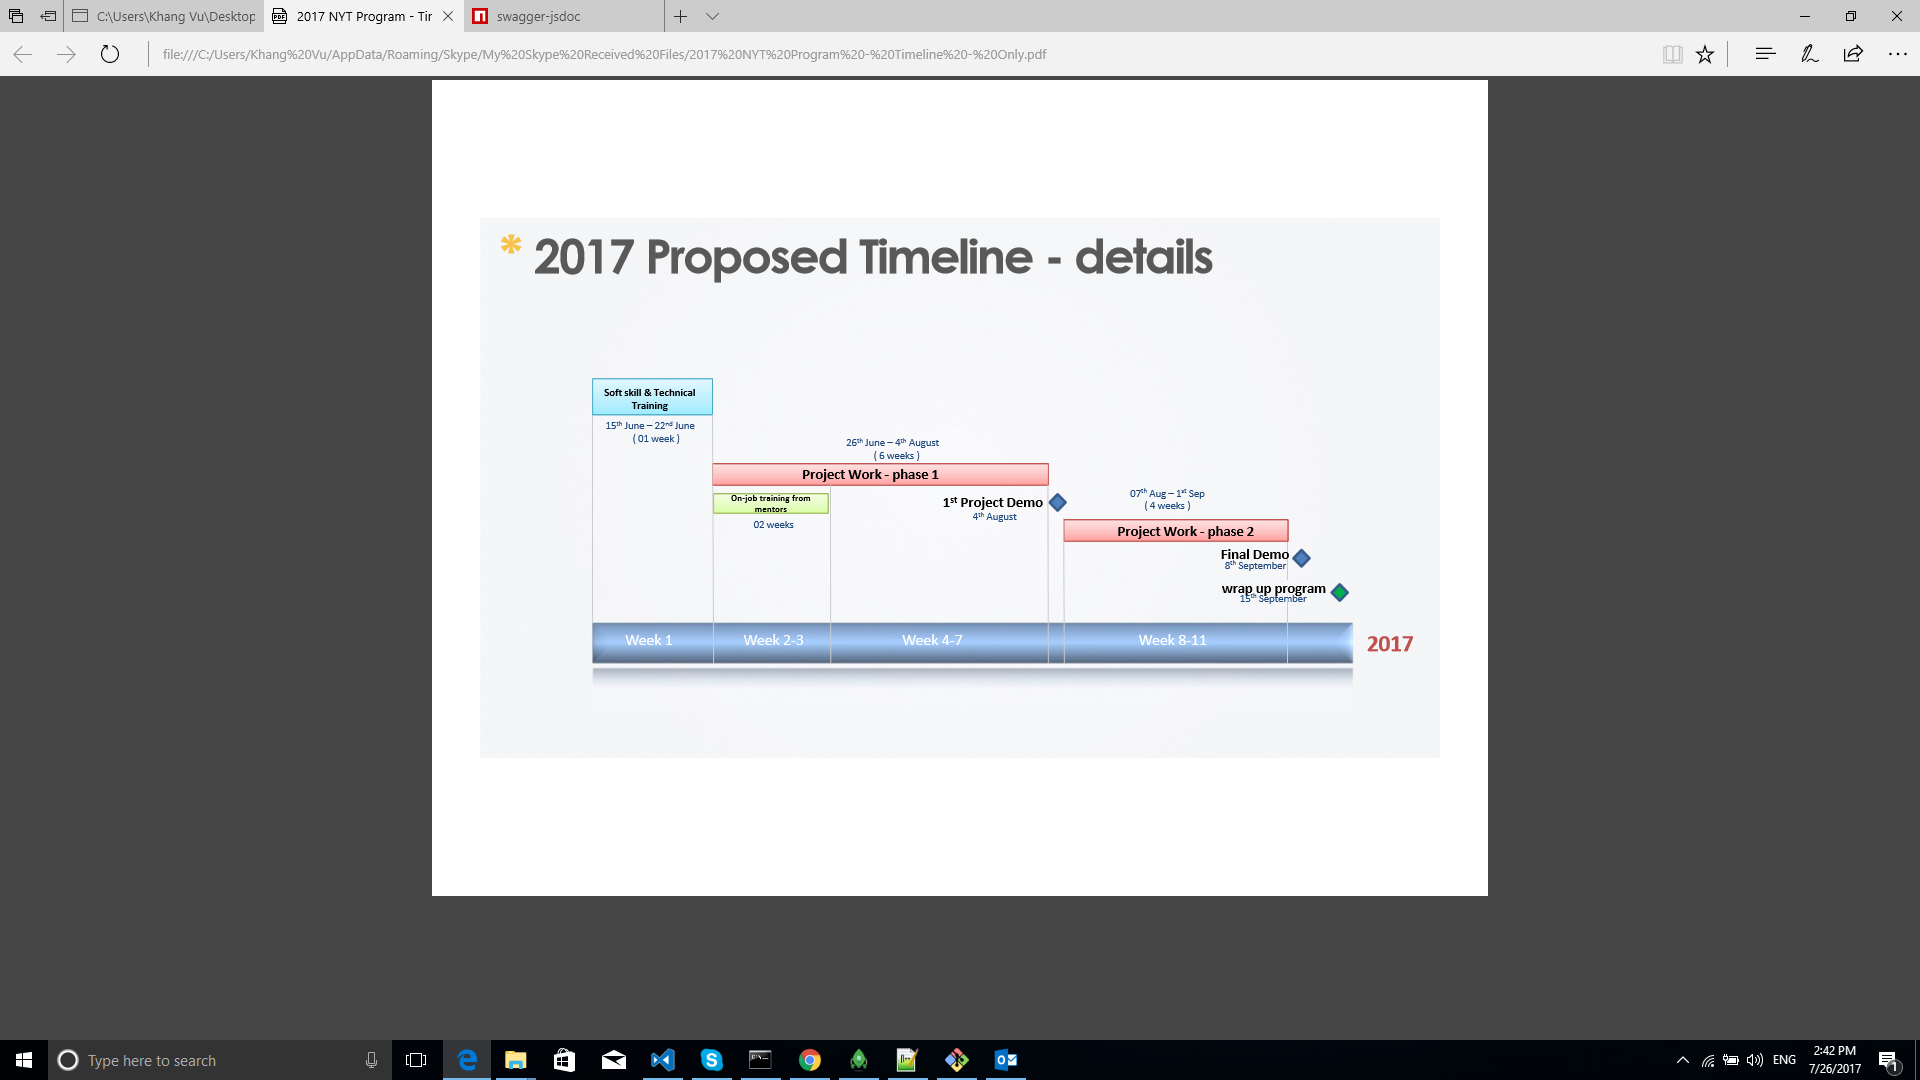 C:\Users\Khang Vu\Desktop
2017 NYT Program - Tir
swagger-jsdoc
file:///C:/Users/Khang%20Vu/AppData/Roaming/Skype/My%20Skype%20Received%20Files/2017%20NYT%20Program%20-%20Timeline%20-%20Only.pdf
* 2017 Proposed Timeline - details
Soft skill & Technical
Training
15th June – 22nd June
( 01 week )
26th June – 4th August
( 6 weeks )
Project Work - phase 1
On-job training from
mentors
02 weeks
1st Project Demo
4th August
07th Aug – 1st Sep
( 4 weeks )
Project Work - phase 2
Final Demo
8th September
wrap up program
15th September
Week 1
Week 2-3
Week 4-7
Week 8-11
2017
Type here to search
ENG
2:42 PM
7/26/2017
1